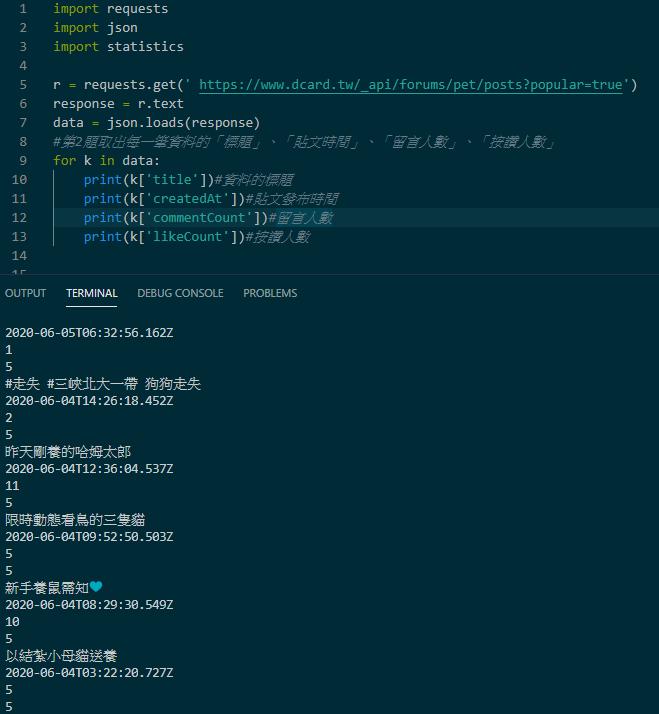 1 import requests
2 import json
3 import statistics
4
5 r = requests.get(' https://www.dcard.tw/_api/forums/pet/posts?popular=true')
6 response = r.text
7 data = json.loads(response)
8 #第2題取出每一筆資料的「標題」、「貼文時間」、「留言人數」、「按讚人數」
9 for k in data:
10 print(k['title'])#資料的標題
11 print(k['createdAt'])#貼文發布時間
12 print(k['commentCount'])#留言人數
13 print(k['likeCount'])#按讚人數
14
15
OUTPUT TERMINAL DEBUG CONSOLE PROBLEMS
2020-06-05T06:32:56.162Z
1
5
#走失 #三峽北大一帶 狗狗走失
2020-06-04T14:26:18.452Z
2
5
昨天剛養的哈姆太郎
2020-06-04T12:36:04.537Z
11
5
限時動態看鳥的三隻貓
2020-06-04T09:52:50.503Z
5
5
新手養鼠需知
2020-06-04T08:29:30.549Z
10
5
以結紮小母貓送養
2020-06-04T03:22:20.727Z
5
5